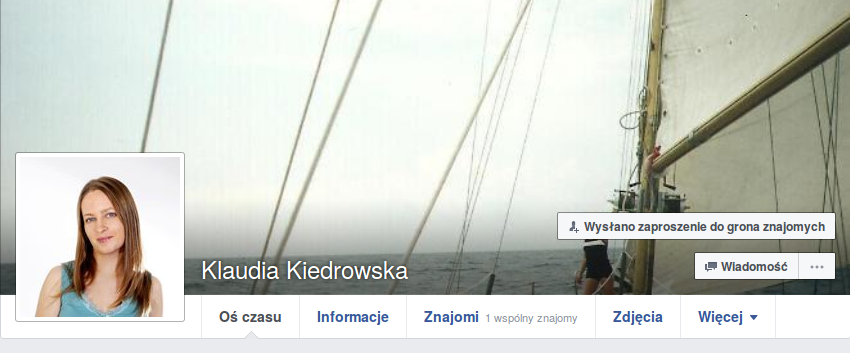 Wysłano zaproszenie do grona znajomych
Klaudia Kiedrowska
Wiadomość
Oś czasu Informacje Znajomi 1 wspólny znajomy Zdjęcia Więcej